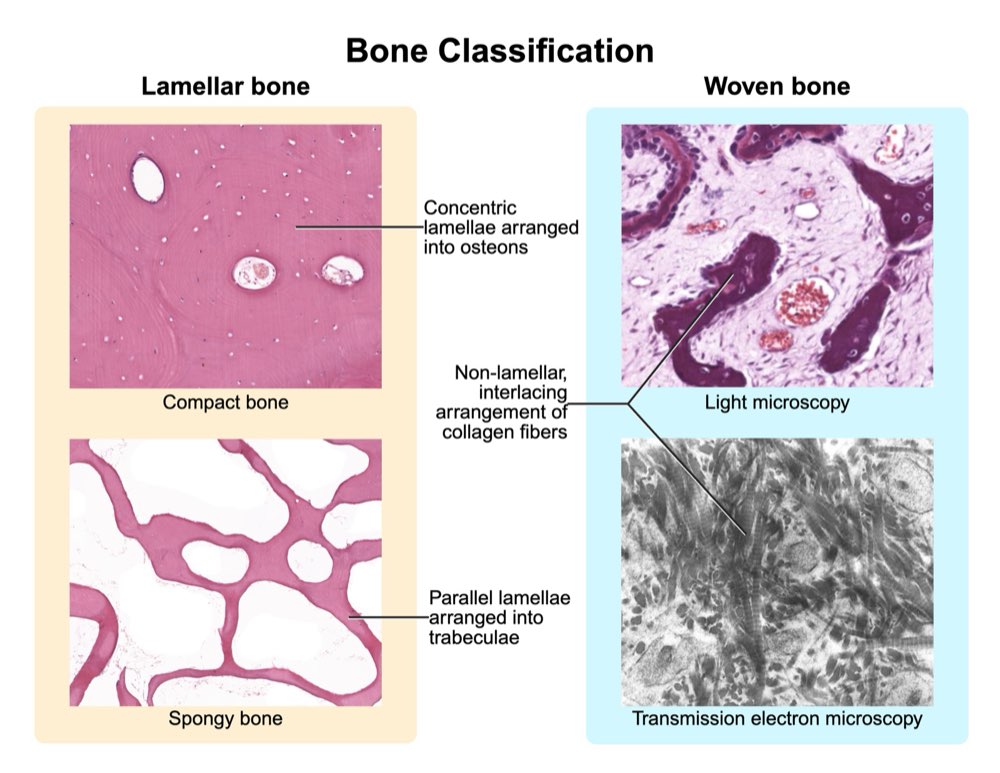 Bone Classification
Lamellar bone
Woven bone
Concentric
lamellae arranged
into osteons
Compact bone
Non-lamellar,
interlacing
arrangement of
collagen fibers
Light microscopy
Parallel lamellae
arranged into
trabeculae
Spongy bone
Transmission electron microscopy